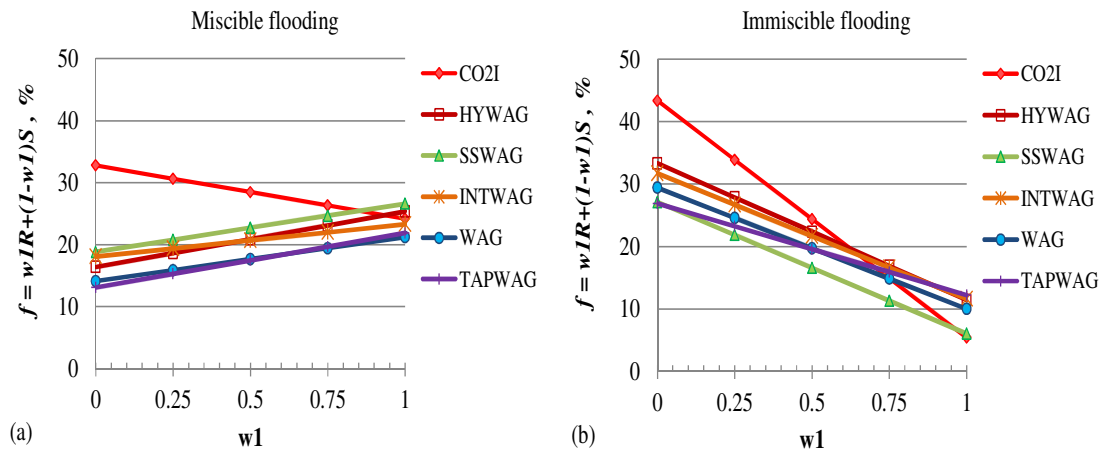 Miscible flooding
f = w1R+(1-w1)S , %
50
40
30
20
10
0
0 0.25 0.5 0.75 1
w1
CO2I
HYWAG
SSWAG
INTWAG
WAG
TAPWAG
(a)
Immiscible flooding
f = w1R+(1-w1)S , %
50
40
30
20
10
0
0 0.25 0.5 0.75 1
w1
CO2I
HYWAG
SSWAG
INTWAG
WAG
TAPWAG
(b)